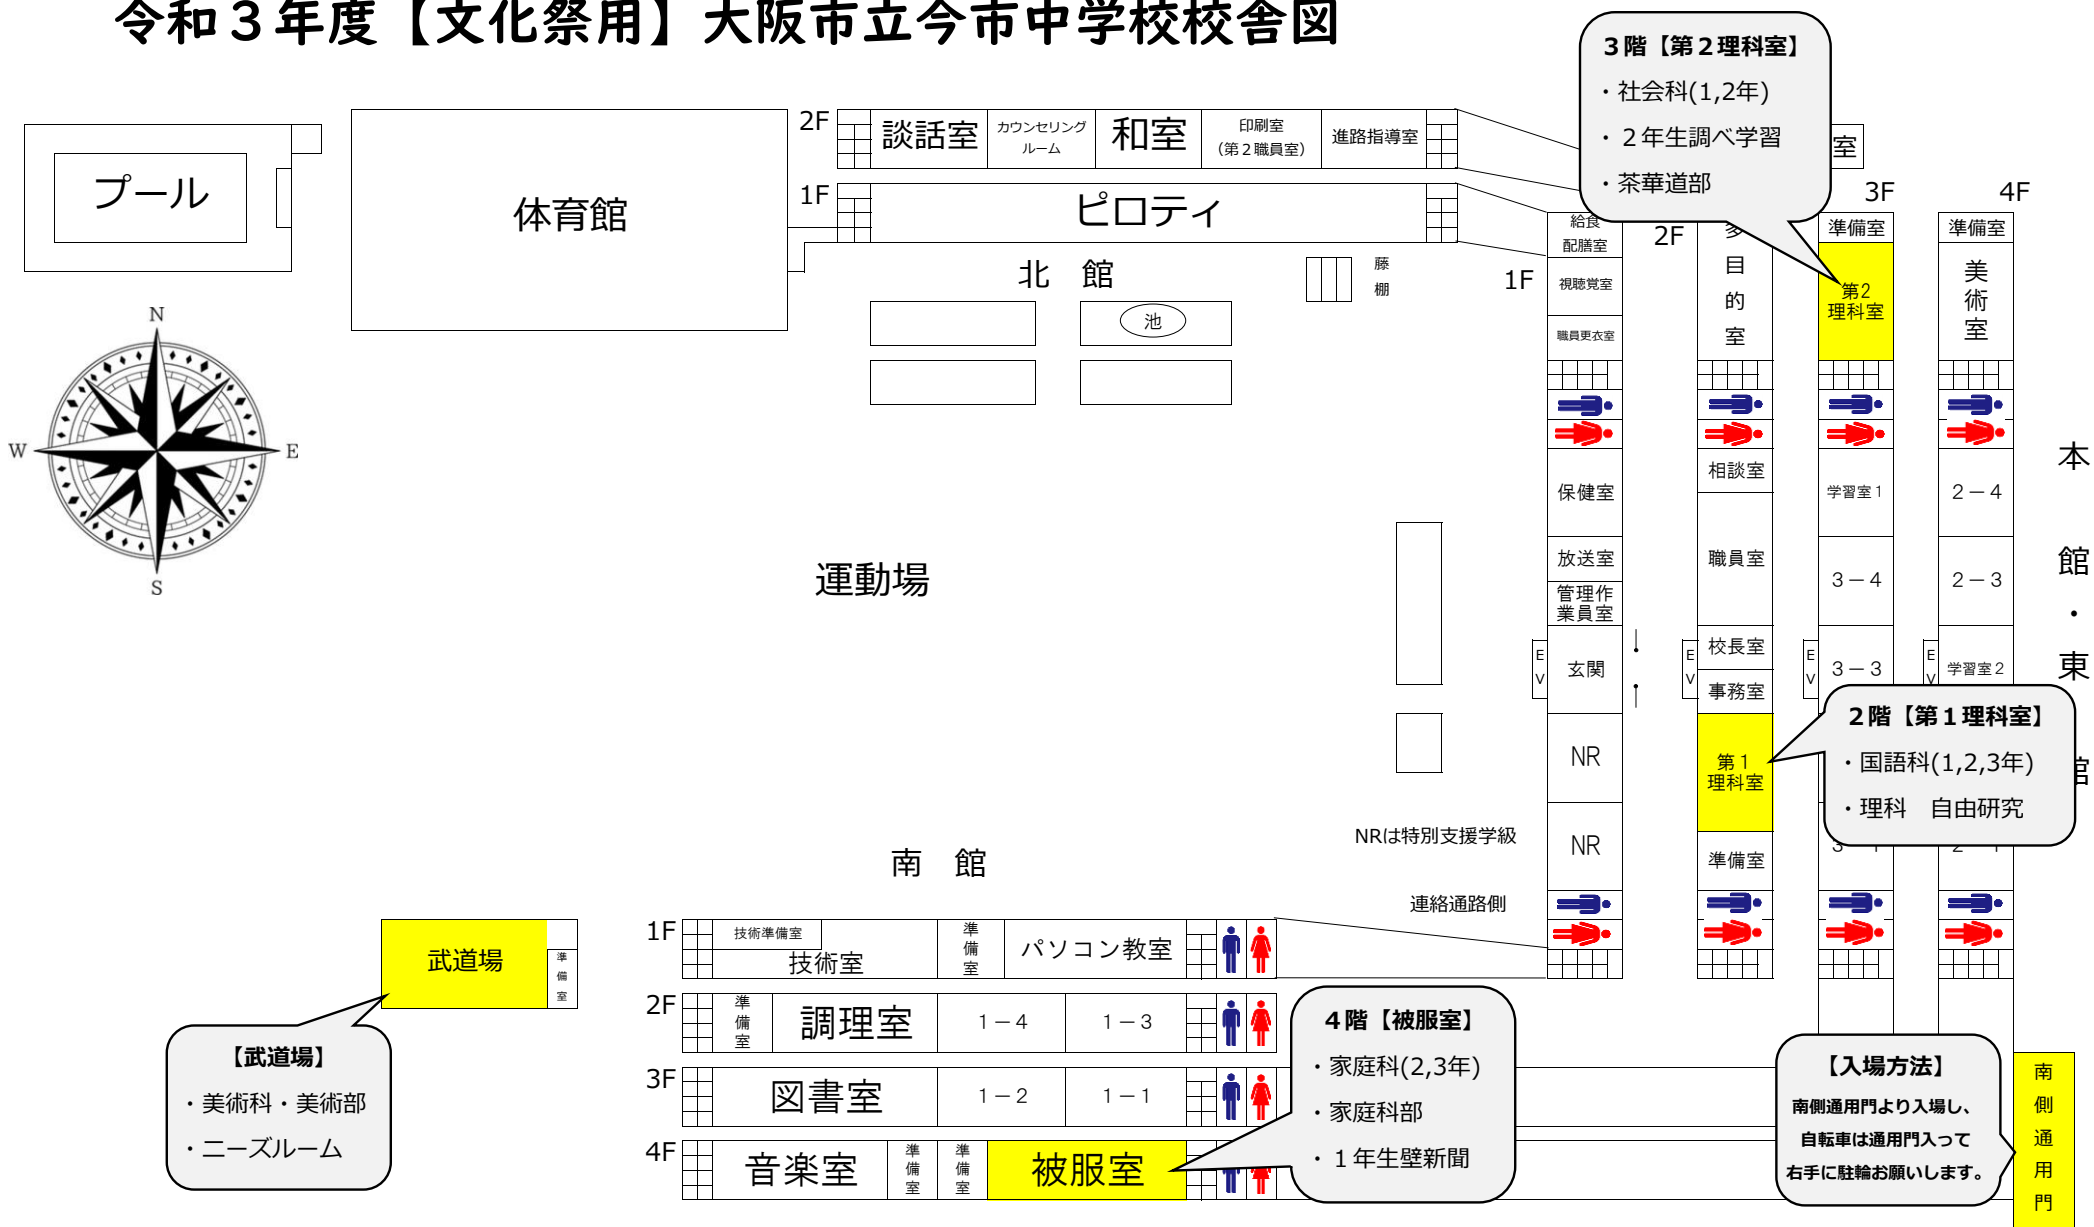 令和３年度【文化祭用】大阪市立今市中学校校舎図
３階【第２理科室】
・社会科(1,2年)
・２年生調べ学習
・茶華道部
プール
体育館
2F
談話室
カウンセリング
ルーム
和室
印刷室
（第２職員室）
進路指導室
室
1F
ピロティ
北　館
藤
棚
池
N
W
E
S
運動場
1F
給食
配膳室
視聴覚室
職員更衣室
保健室
放送室
管理作
業員室
E
V
玄関
NR
NR
NRは特別支援学級
連絡通路側
2F
多
目
的
室
相談室
職員室
E
V
校長室
事務室
第１
理科室
準備室
3F
準備室
第2
理科室
学習室１
３－４
E
V
３－３
4F
準備室
美
術
室
２－４
２－３
E
V
学習室２
本
館
・
東
館
２階【第１理科室】
・国語科(1,2,3年)
・理科　自由研究
南　館
武道場
準
備
室
【武道場】
・美術科・美術部
・ニーズルーム
1F
技術準備室
技術室
準
備
室
パソコン教室
2F
準
備
室
調理室
１－４
１－３
3F
図書室
１－２
１－１
4F
音楽室
準
備
室
準
備
室
被服室
４階【被服室】
・家庭科(2,3年)
・家庭科部
・１年生壁新聞
【入場方法】
南側通用門より入場し、
自転車は通用門入って
右手に駐輪お願いします。
南
側
通
用
門